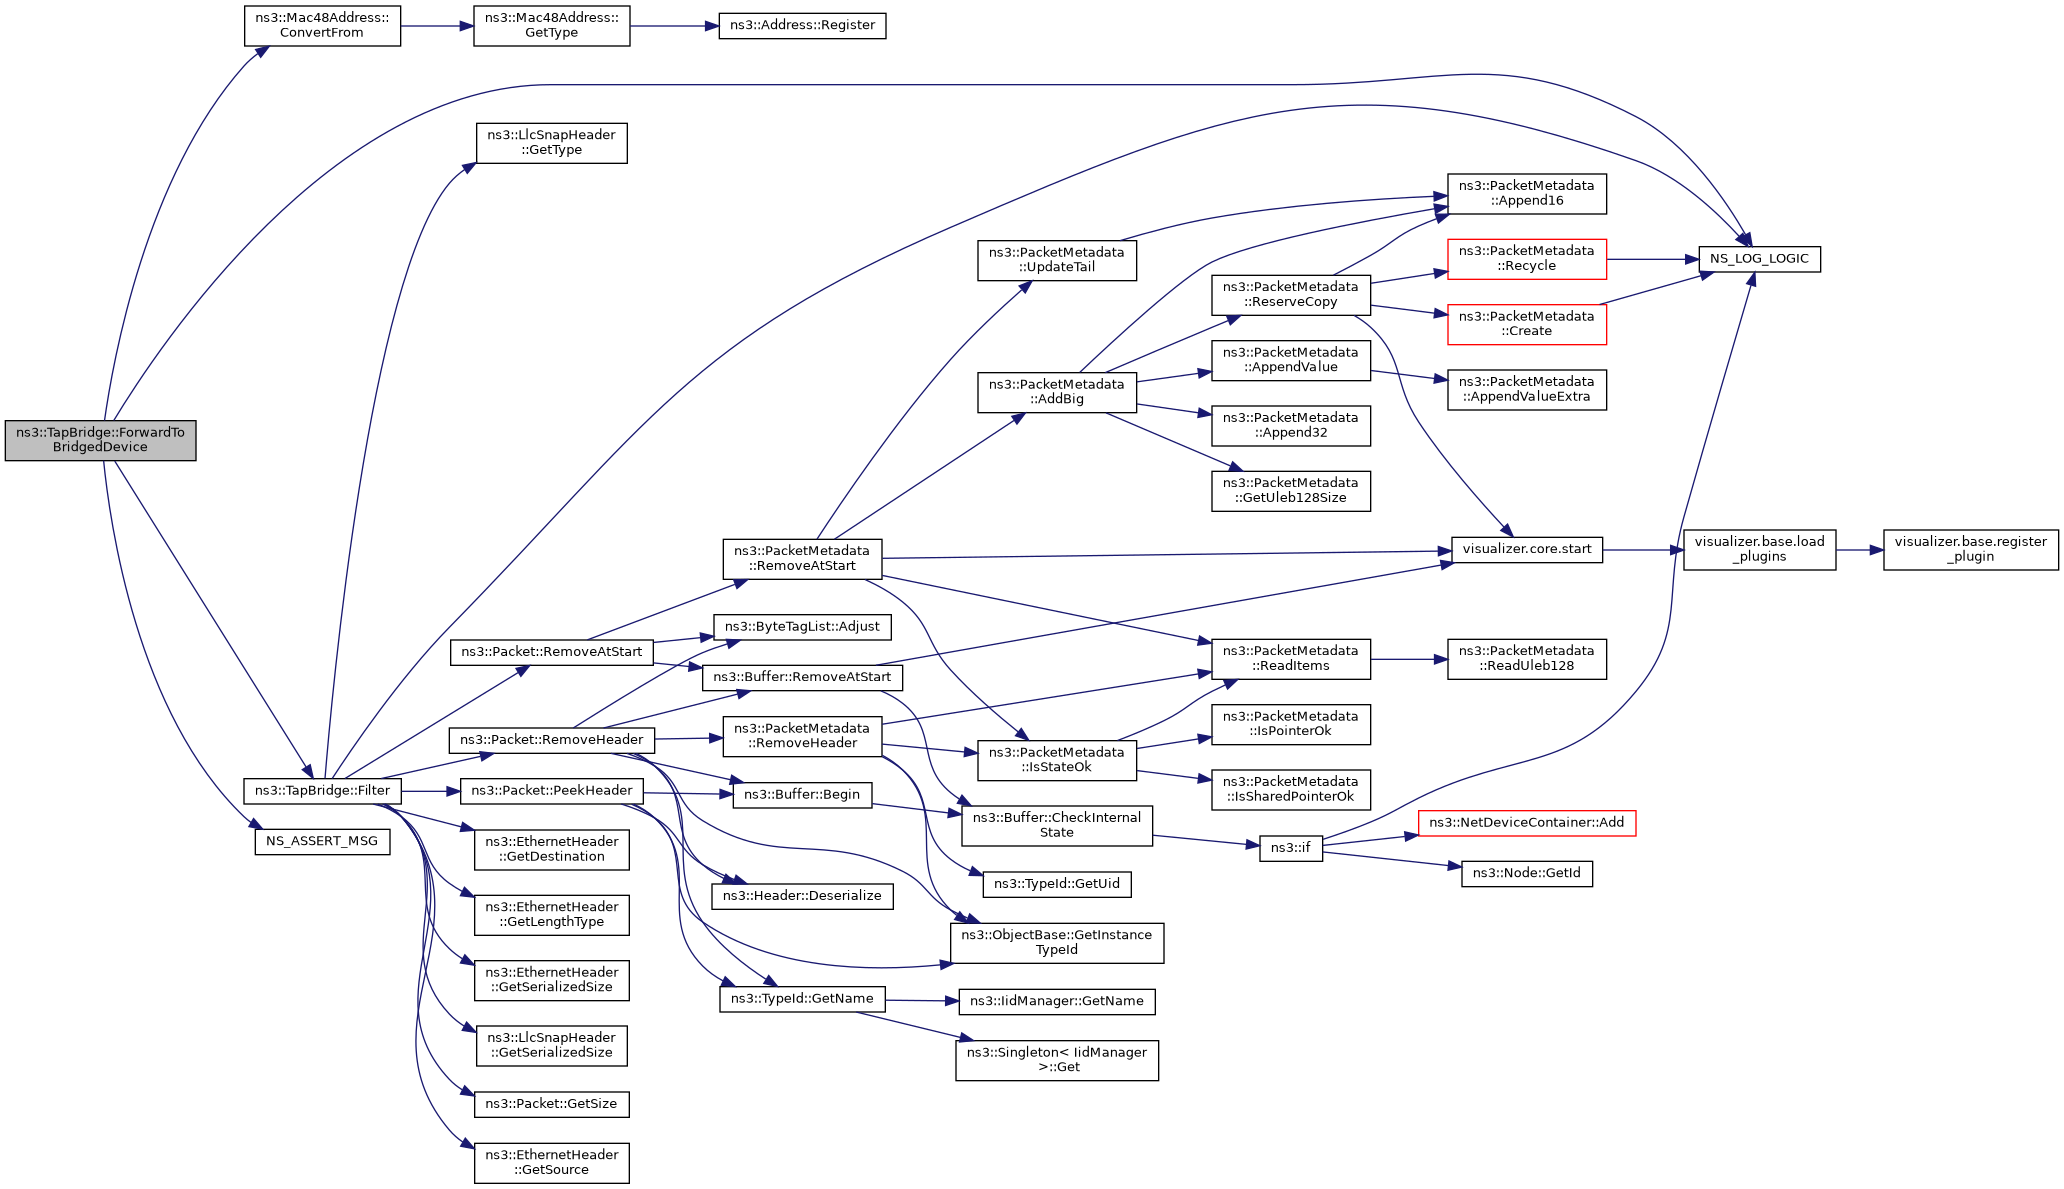 ns3::Mac48Address::
ConvertFrom
ns3::Mac48Address::
GetType
ns3::Address::Register
ns3::LlcSnapHeader
::GetType
ns3::PacketMetadata
::Append16
ns3::PacketMetadata
::UpdateTail
ns3::PacketMetadata
::Recycle
NS_LOG_LOGIC
ns3::PacketMetadata
::ReserveCopy
ns3::PacketMetadata
::Create
ns3::PacketMetadata
::AppendValue
ns3::PacketMetadata
::AddBig
ns3::PacketMetadata
::AppendValueExtra
ns3::PacketMetadata
::Append32
ns3::TapBridge::ForwardTo
BridgedDevice
ns3::PacketMetadata
::GetUleb128Size
ns3::PacketMetadata
::RemoveAtStart
visualizer.core.start
visualizer.base.load
_plugins
visualizer.base.register
_plugin
ns3::ByteTagList::Adjust
ns3::Packet::RemoveAtStart
ns3::PacketMetadata
::ReadItems
ns3::PacketMetadata
::ReadUleb128
ns3::Buffer::RemoveAtStart
ns3::Packet::RemoveHeader
ns3::PacketMetadata
::RemoveHeader
ns3::PacketMetadata
::IsPointerOk
ns3::PacketMetadata
::IsStateOk
ns3::PacketMetadata
::IsSharedPointerOk
ns3::TapBridge::Filter
ns3::Packet::PeekHeader
ns3::Buffer::Begin
ns3::Buffer::CheckInternal
State
ns3::NetDeviceContainer::Add
NS_ASSERT_MSG
ns3::EthernetHeader
::GetDestination
ns3::if
ns3::Node::GetId
ns3::TypeId::GetUid
ns3::Header::Deserialize
ns3::EthernetHeader
::GetLengthType
ns3::ObjectBase::GetInstance
TypeId
ns3::EthernetHeader
::GetSerializedSize
ns3::TypeId::GetName
ns3::IidManager::GetName
ns3::LlcSnapHeader
::GetSerializedSize
ns3::Singleton< IidManager
>::Get
ns3::Packet::GetSize
ns3::EthernetHeader
::GetSource